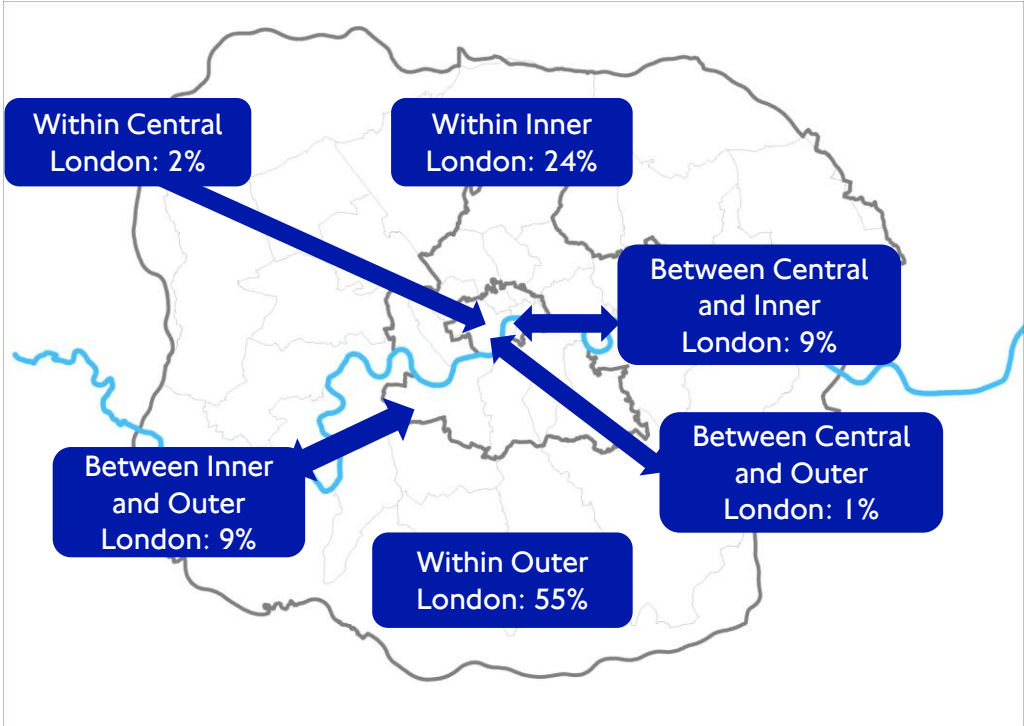 Within Central
London: 2%
Within Inner
London: 24%
Between Central
and Inner
London: 9%
Between Central
and Outer
London: 1%
Between Inner
and Outer
London: 9%
Within Outer
London: 55%